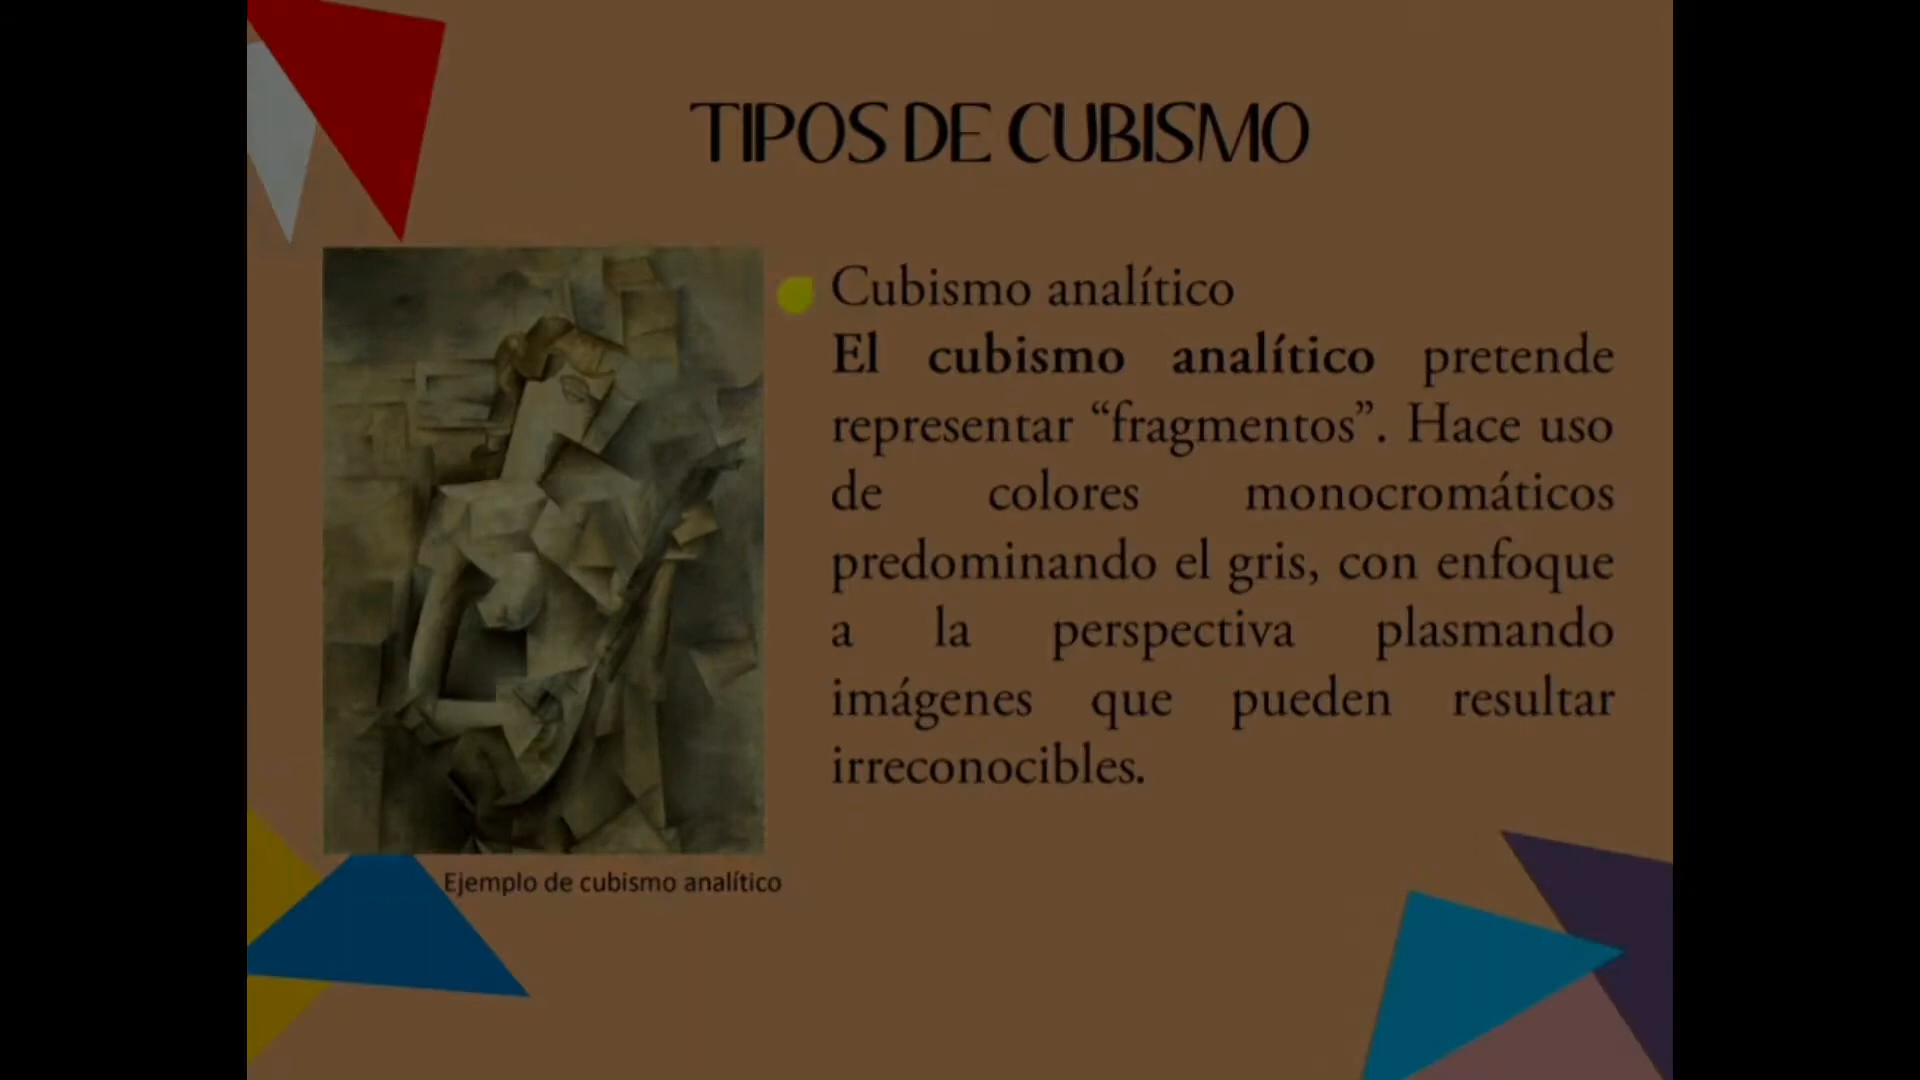 TIPOS DE CUBISMO
Cubismo analítico
El cubismo analítico pretende
representar “fragmentos”. Hace uso
de colores monocromáticos
predominando el gris, con enfoque
a la perspectiva plasmando
imágenes que pueden resultar
irreconocibles.
Ejemplo de cubismo analítico